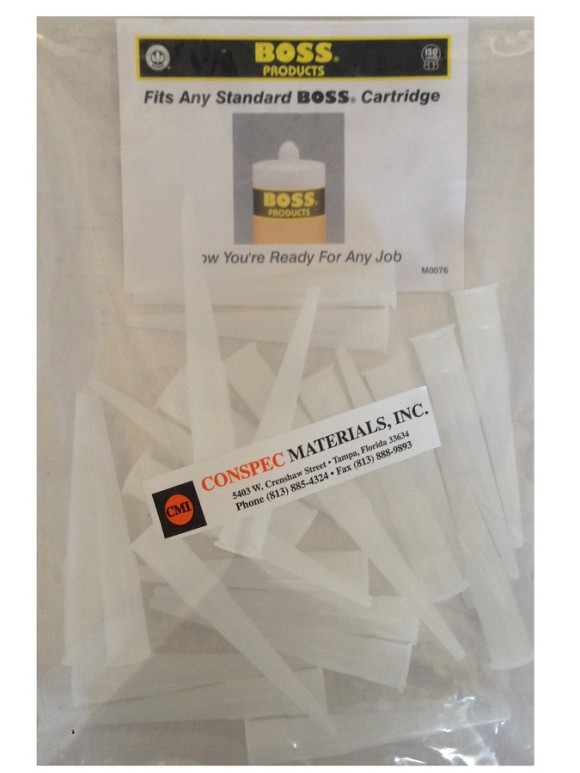 BOSS®
PRODUCTS
ISO
Fits Any Standard BOSS® Cartridge
BOSS®
PRODUCTS
ow You're Ready For Any Job
M0076
CMI
CONSPEC MATERIALS, INC.
5403 W. Crenshaw Street • Tampa, Florida 33634
Phone (813) 885-4324 • Fax (813) 888-9893